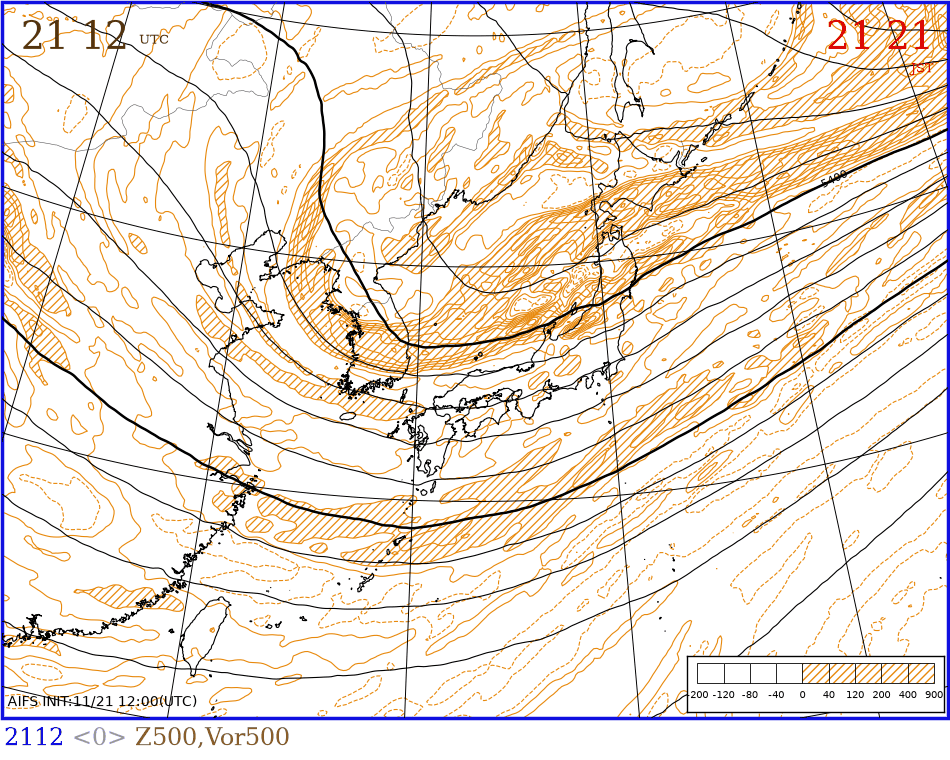 21 12 UTC
21 21
JST
5400
AIFS INIT:11/21 12:00(UTC)
-200 -120 -80 -40 0 40 120 200 400 900
2112 <0> Z500,Vor500